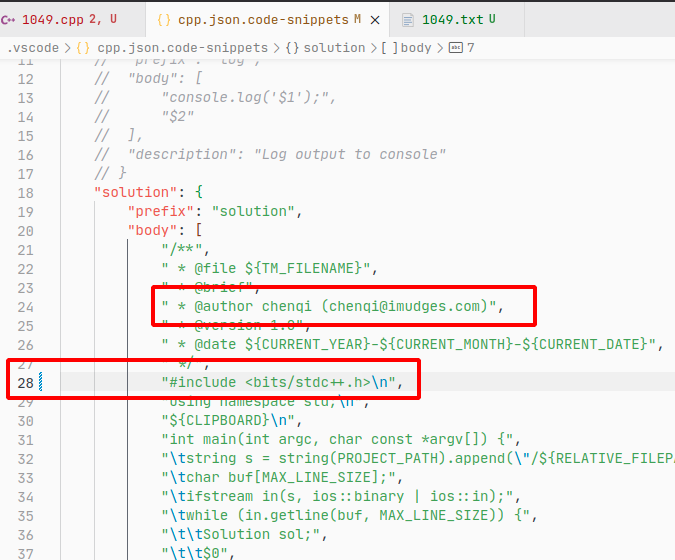 1049.cpp 2, U
cpp.json.code-snippets M
1049.txt U
.vscode > {} cpp.json.code-snippets > {} solution > [ ] body > abc 7
11 // "prefix": "log",
12 // "body": [
13 // "console.log('$1');",
14 // "$2"
15 // ],
16 // "description": "Log output to console"
17 // }
18 "solution": {
19 "prefix": "solution",
20 "body": [
21 "/**",
22 " * @file ${TM_FILENAME}",
23 " * @brief",
24 " * @author chenqi (chenqi@imudges.com)",
25 " * @version 1.0",
26 " * @date ${CURRENT_YEAR}-${CURRENT_MONTH}-${CURRENT_DATE}",
27 */",
28 "#include <bits/stdc++.h>\n",
29 "using namespace std;\n",
30 "${CLIPBOARD}\n",
31 "int main(int argc, char const *argv[]) {",
32 "\tstring s = string(PROJECT_PATH).append(\"/${RELATIVE_FILEPA
33 "\tchar buf[MAX_LINE_SIZE];",
34 "\tifstream in(s, ios::binary | ios::in);",
35 "\twhile (in.getline(buf, MAX_LINE_SIZE)) {",
36 "\t\tSolution sol;",
37 "\t\t$0",